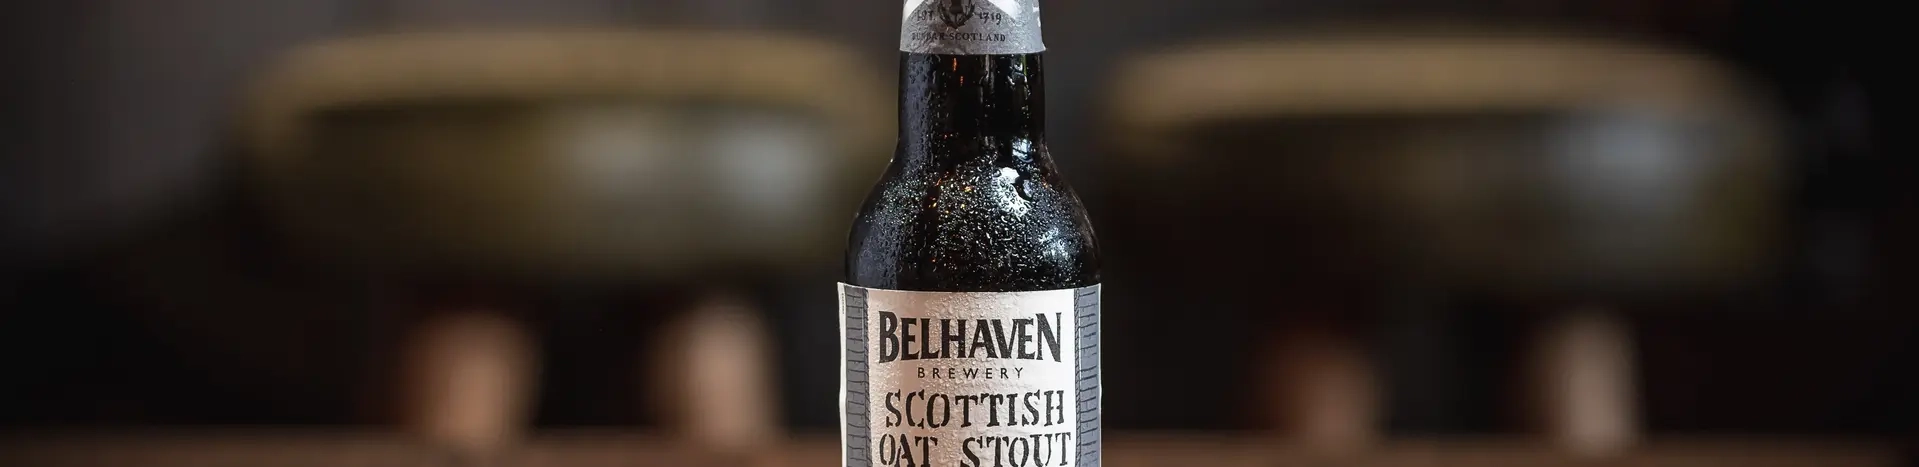 EST 1719
DUNBAR SCOTLAND
BELHAVEN
BREWERY
SCOTTISH
OAT STOUT